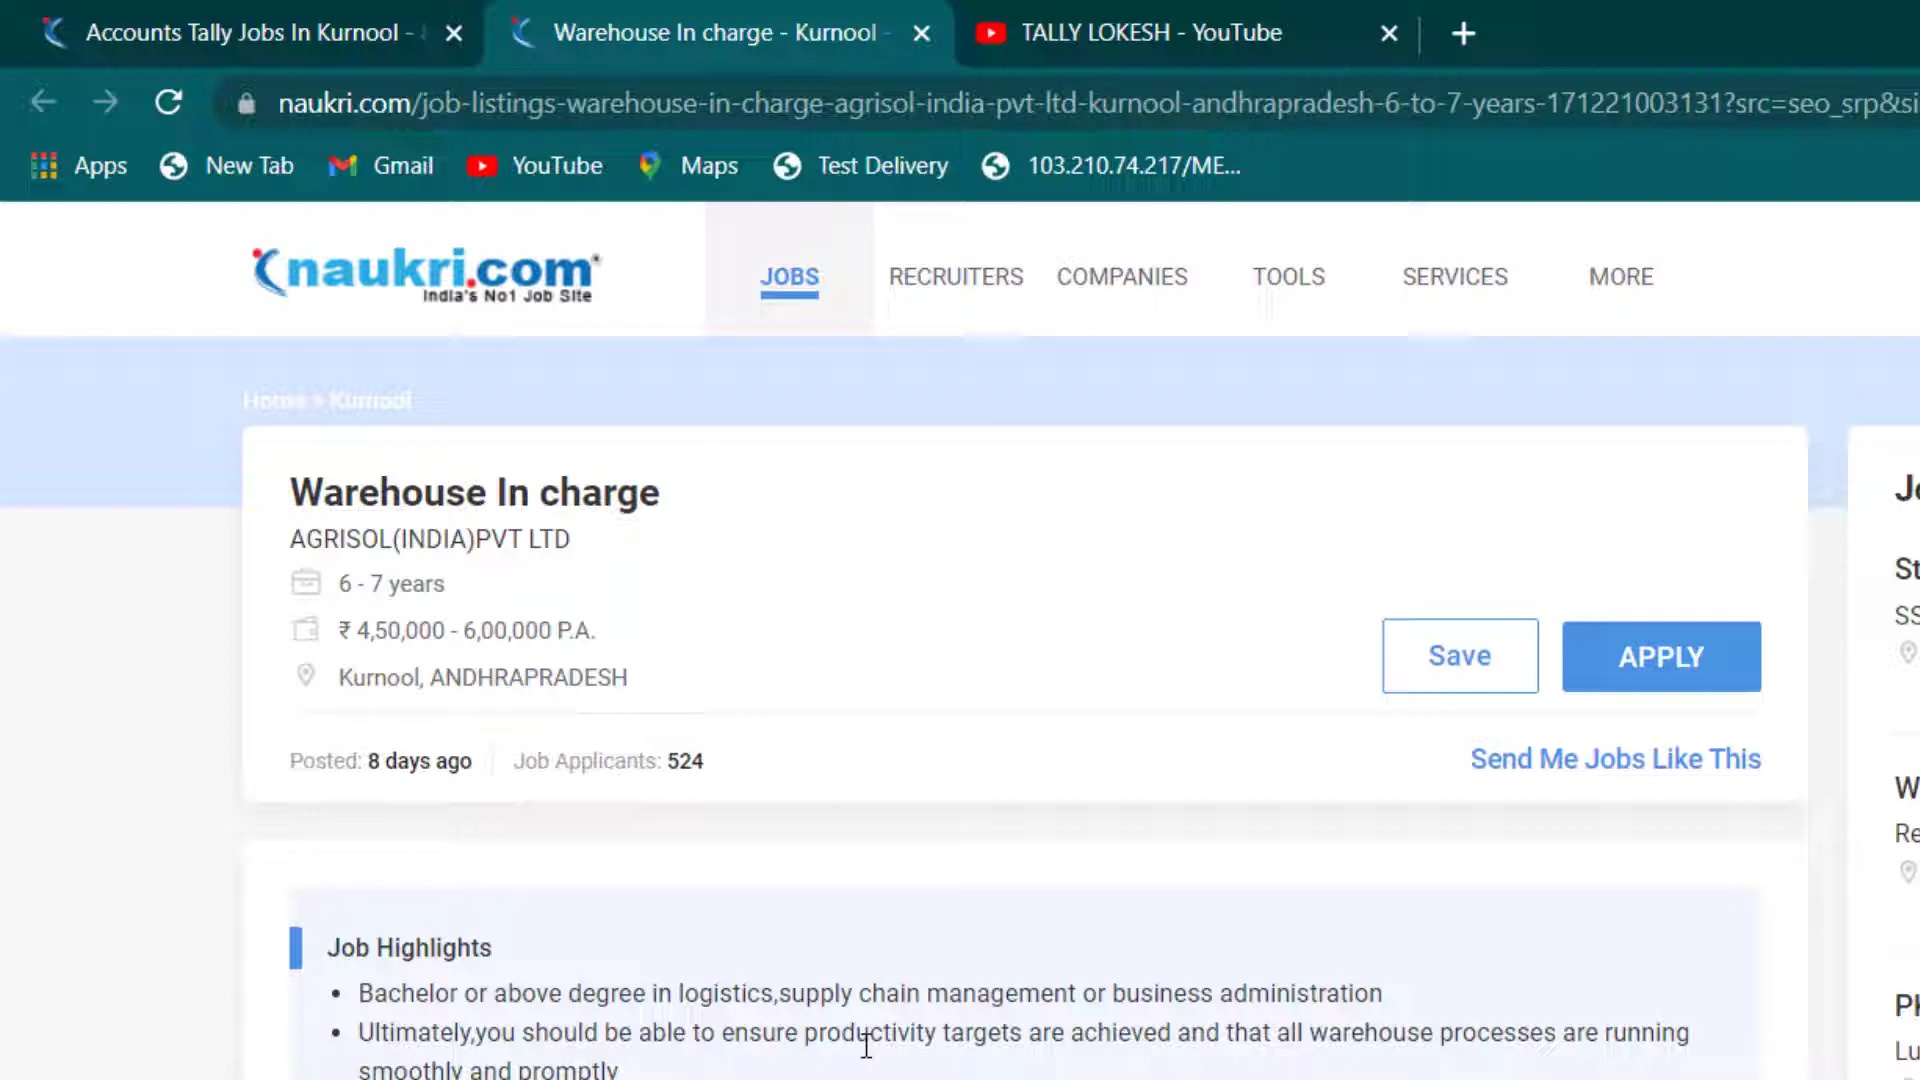 Accounts Tally Jobs In Kurnool -
Warehouse In charge - Kurnool -
TALLY LOKESH - YouTube
naukri.com/job-listings-warehouse-in-charge-agrisol-india-pvt-ltd-kurnool-andhrapradesh-6-to-7-years-171221003131?src=seo_srp&si
Apps
New Tab
Gmail
YouTube
Maps
Test Delivery
103.210.74.217/ME...
naukri.com
India's No1 Job Site
JOBS
RECRUITERS
COMPANIES
TOOLS
SERVICES
MORE
Home > Kurnool
Warehouse In charge
AGRISOL(INDIA)PVT LTD
6 - 7 years
₹ 4,50,000 - 6,00,000 P.A.
Kurnool, ANDHRAPRADESH
Save
APPLY
Posted: 8 days ago
Job Applicants: 524
Send Me Jobs Like This
Job Highlights
• Bachelor or above degree in logistics,supply chain management or business administration
• Ultimately,you should be able to ensure productivity targets are achieved and that all warehouse processes are running
smoothly and promptly